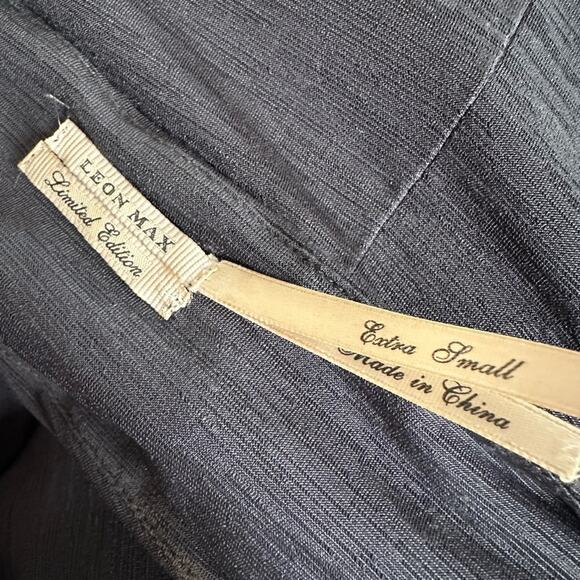 LEON MAX
Limited Edition
Extra Small
Made in China